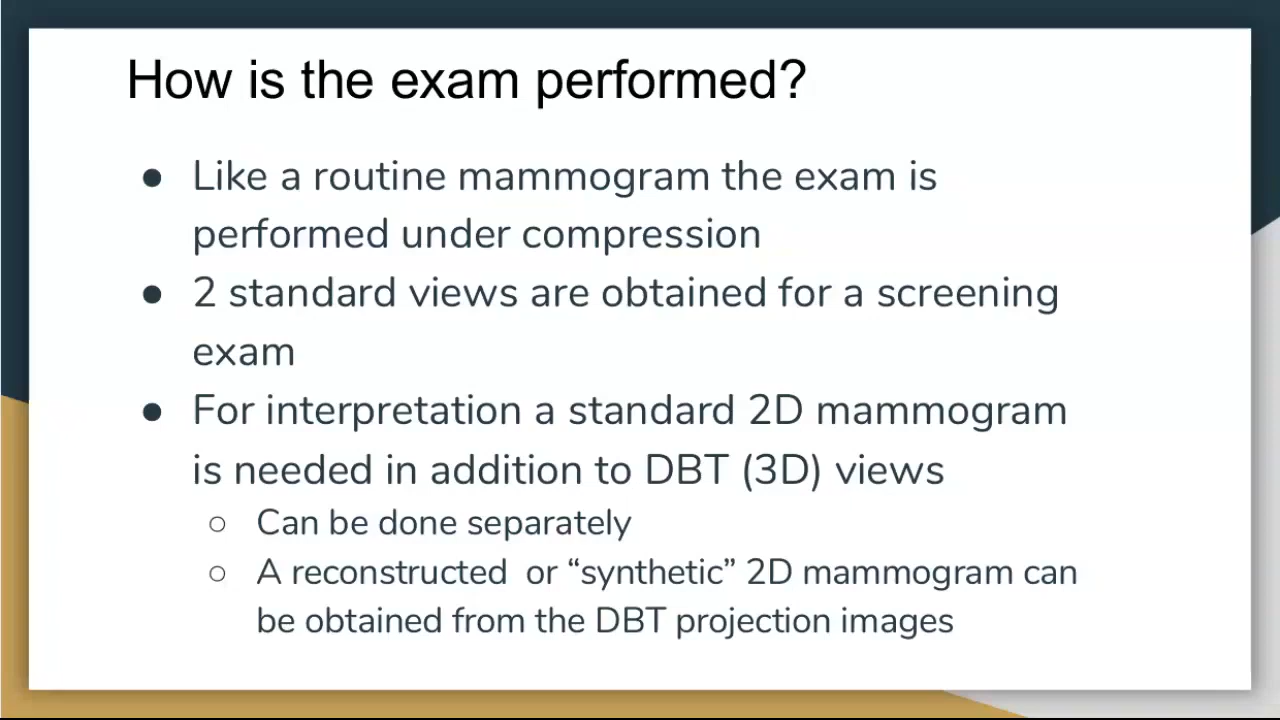 How is the exam performed?
● Like a routine mammogram the exam is
performed under compression
● 2 standard views are obtained for a screening
exam
● For interpretation a standard 2D mammogram
is needed in addition to DBT (3D) views
○ Can be done separately
○ A reconstructed or “synthetic” 2D mammogram can
be obtained from the DBT projection images